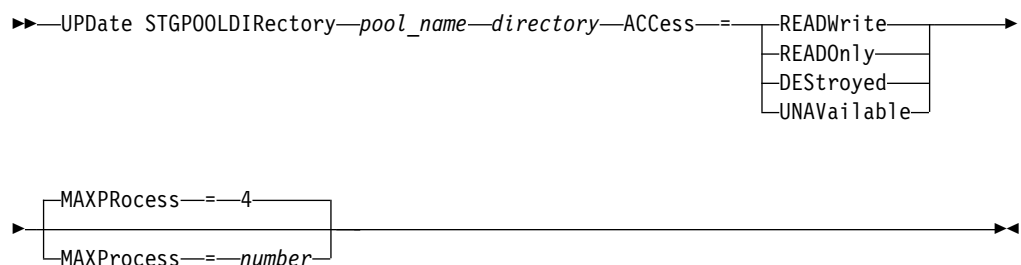 UPDate STGPOOLDIRectory pool_name directory ACCess = READWrite
READOnly
DEStroyed
UNAVailable
MAXPRocess = 4
MAXProcess = number